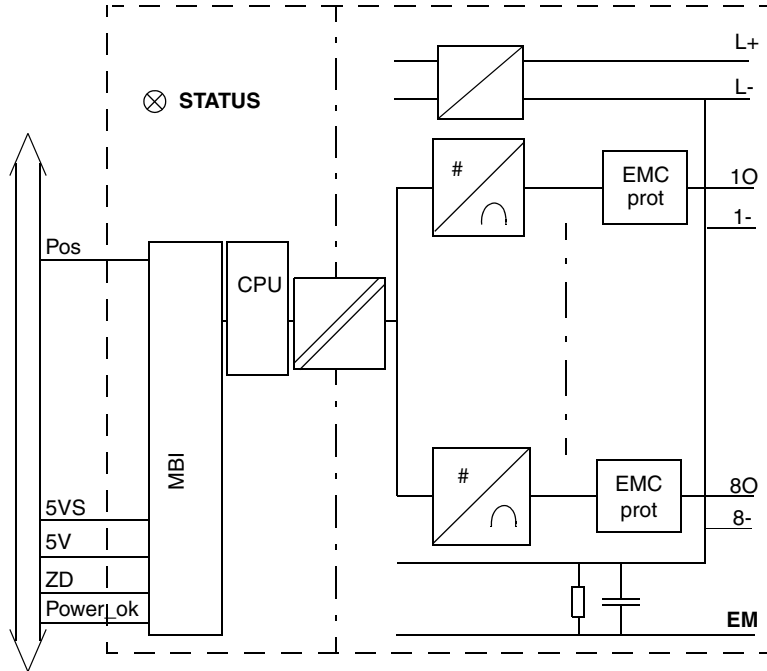 L+
L-
STATUS
#
EMC
prot
1O
1-
Pos
CPU
MBI
#
EMC
prot
8O
8-
5VS
5V
ZD
Power_ok
EM